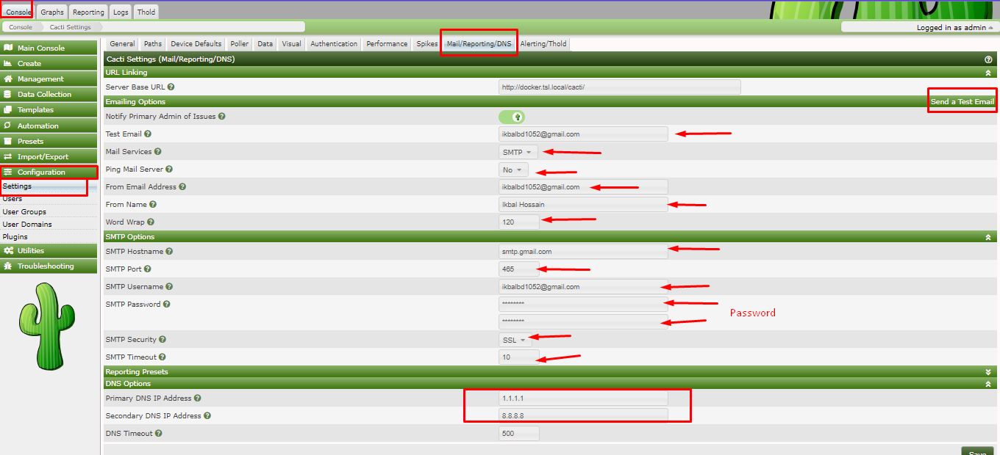 Console Graphs Reporting Logs Thold
Console Cacti Settings Logged in as admin
General Paths Device Defaults Poller Data Visual Authentication Performance Spikes Mail/Reporting/DNS Alerting/Thold
Main Console
Create
Management
Data Collection
Templates
Automation
Presets
Import/Export
Configuration
Settings
Users
User Groups
User Domains
Plugins
Utilities
Troubleshooting
Cacti Settings (Mail/Reporting/DNS)
URL Linking
Server Base URL http://docker.tsl.local/cacti/
Emailing Options Send a Test Email
Notify Primary Admin of Issues
Test Email ikbalbd1052@gmail.com
Mail Services SMTP
Ping Mail Server No
From Email Address ikbalbd1052@gmail.com
From Name Ikbal Hossain
Word Wrap 120
SMTP Options
SMTP Hostname smtp.gmail.com
SMTP Port 465
SMTP Username ikbalbd1052@gmail.com
SMTP Password ********
Password
********
SMTP Security SSL
SMTP Timeout 10
Reporting Presets
DNS Options
Primary DNS IP Address 1.1.1.1
Secondary DNS IP Address 8.8.8.8
DNS Timeout 500
Save